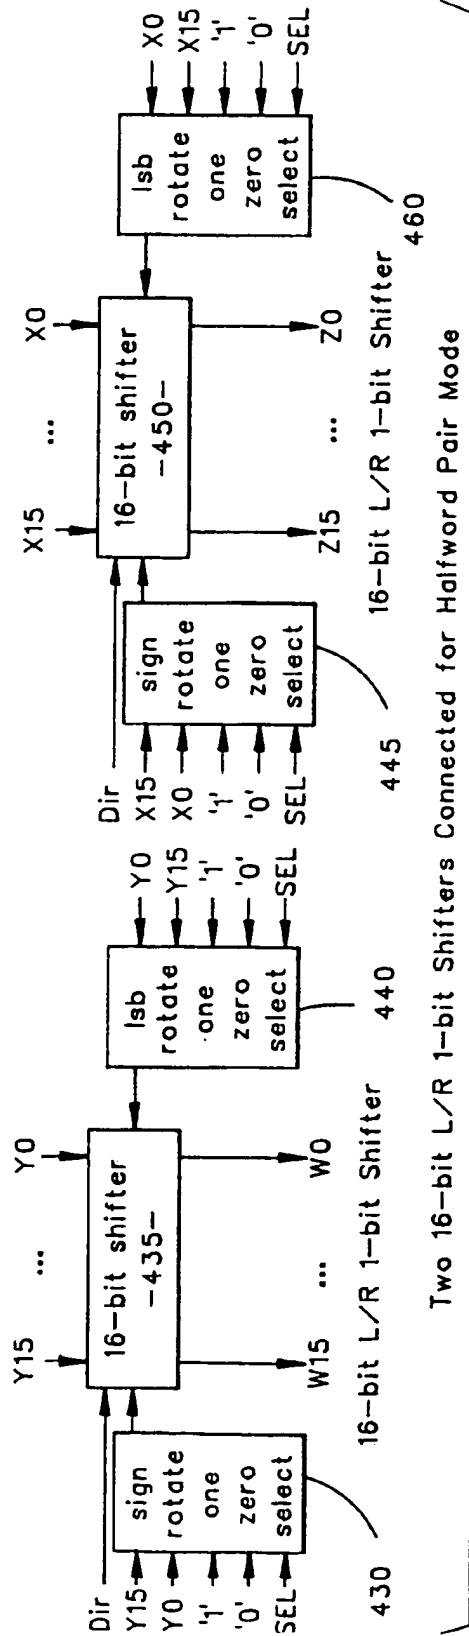 Y15 ... Y0
Dir
16-bit shifter
-435-
Y15 sign
Y0 rotate
'1' one
'0' zero
SEL select
430
lsb Y0
rotate Y15
one '1'
zero '0'
select SEL
440
W15 ... W0
16-bit L/R 1-bit Shifter
X15 ... X0
Dir
16-bit shifter
-450-
X15 sign
X0 rotate
'1' one
'0' zero
SEL select
445
lsb X0
rotate X15
one '1'
zero '0'
select SEL
460
Z15 ... Z0
16-bit L/R 1-bit Shifter
Two 16-bit L/R 1-bit Shifters Connected for Halfword Pair Mode